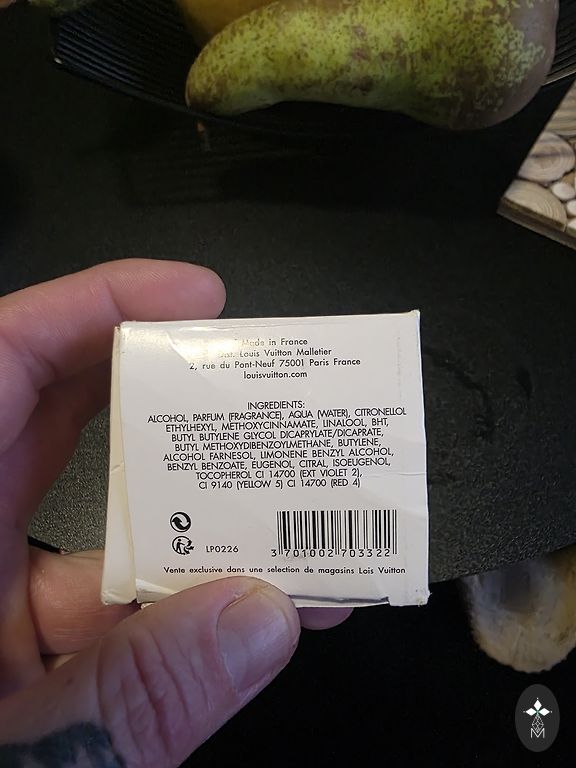 Made in France
Dist. Louis Vuitton Malletier
2, rue du Pont-Neuf 75001 Paris France
louisvuitton.com
INGREDIENTS:
ALCOHOL, PARFUM (FRAGRANCE), AQUA (WATER), CITRONELLOL
ETHYLHEXYL, METHOXYCINNAMATE, LINALOOL, BHT,
BUTYL BUTYLENE GLYCOL DICAPRYLATE/DICAPRATE,
BUTYL METHOXYDIBENZOYLMETHANE, BUTYLENE,
ALCOHOL FARNESOL, LIMONENE BENZYL ALCOHOL,
BENZYL BENZOATE, EUGENOL, CITRAL, ISOEUGENOL,
TOCOPHEROL CI 14700 (EXT VIOLET 2),
CI 9140 (YELLOW 5) CI 14700 (RED 4)
LP0226
3 701002 703322
Vente exclusive dans une selection de magasins Lois Vuitton